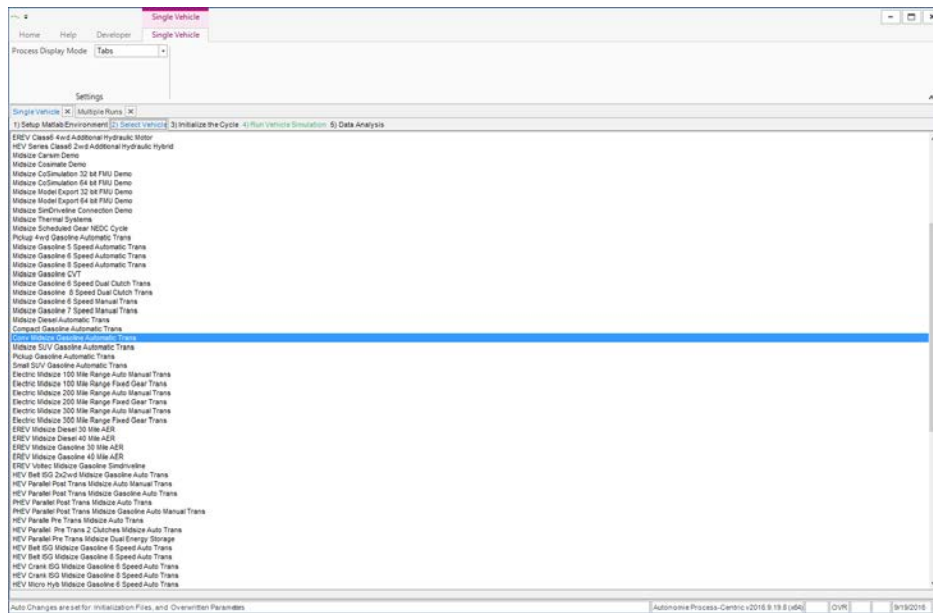 Single Vehicle
Home Help Developer Single Vehicle
Process Display Mode Tabs
Settings
Single Vehicle Multiple Runs
1) Setup Matlab Environment 2) Select Vehicle 3) Initialize the Cycle 4) Run Vehicle Simulation 5) Data Analysis
EREV Class6 4wd Additional Hydraulic Motor
HEV Series Class6 2wd Additional Hydraulic Hybrid
Midsize Carsim Demo
Midsize Cosimate Demo
Midsize CoSimulation 32 bit FMU Demo
Midsize CoSimulation 64 bit FMU Demo
Midsize Model Export 32 bit FMU Demo
Midsize Model Export 64 bit FMU Demo
Midsize SimDriveline Connection Demo
Midsize Thermal Systems
Midsize Scheduled Gear NEDC Cycle
Pickup 4wd Gasoline Automatic Trans
Midsize Gasoline 5 Speed Automatic Trans
Midsize Gasoline 6 Speed Automatic Trans
Midsize Gasoline 8 Speed Automatic Trans
Midsize Gasoline CVT
Midsize Gasoline 6 Speed Dual Clutch Trans
Midsize Gasoline 8 Speed Dual Clutch Trans
Midsize Gasoline 6 Speed Manual Trans
Midsize Gasoline 7 Speed Manual Trans
Midsize Diesel Automatic Trans
Compact Gasoline Automatic Trans
Conv Midsize Gasoline Automatic Trans
Midsize SUV Gasoline Automatic Trans
Pickup Gasoline Automatic Trans
Small SUV Gasoline Automatic Trans
Electric Midsize 100 Mile Range Auto Manual Trans
Electric Midsize 100 Mile Range Fixed Gear Trans
Electric Midsize 200 Mile Range Auto Manual Trans
Electric Midsize 200 Mile Range Fixed Gear Trans
Electric Midsize 300 Mile Range Auto Manual Trans
Electric Midsize 300 Mile Range Fixed Gear Trans
EREV Midsize Diesel 30 Mile AER
EREV Midsize Diesel 40 Mile AER
EREV Midsize Gasoline 30 Mile AER
EREV Midsize Gasoline 40 Mile AER
EREV Voltec Midsize Gasoline Simdriveline
HEV Belt ISG 2x2wd Midsize Gasoline Auto Trans
HEV Parallel Post Trans Midsize Auto Manual Trans
HEV Parallel Post Trans Midsize Gasoline Auto Trans
PHEV Parallel Post Trans Midsize Auto Trans
PHEV Parallel Post Trans Midsize Gasoline Auto Manual Trans
HEV Paralle Pre Trans Midsize Auto Trans
HEV Parallel Pre Trans 2 Clutches Midsize Auto Trans
HEV Parallel Pre Trans Midsize Dual Energy Storage
HEV Belt ISG Midsize Gasoline 6 Speed Auto Trans
HEV Belt ISG Midsize Gasoline 8 Speed Auto Trans
HEV Crank ISG Midsize Gasoline 6 Speed Auto Trans
HEV Crank ISG Midsize Gasoline 8 Speed Auto Trans
HEV Micro Hyb Midsize Gasoline 6 Speed Auto Trans
Auto Changes are set for: Initialization Files, and Overwritten Parameters Autonomie Process-Centric v2016.9.19.8 (x64) OVR 9/19/2016